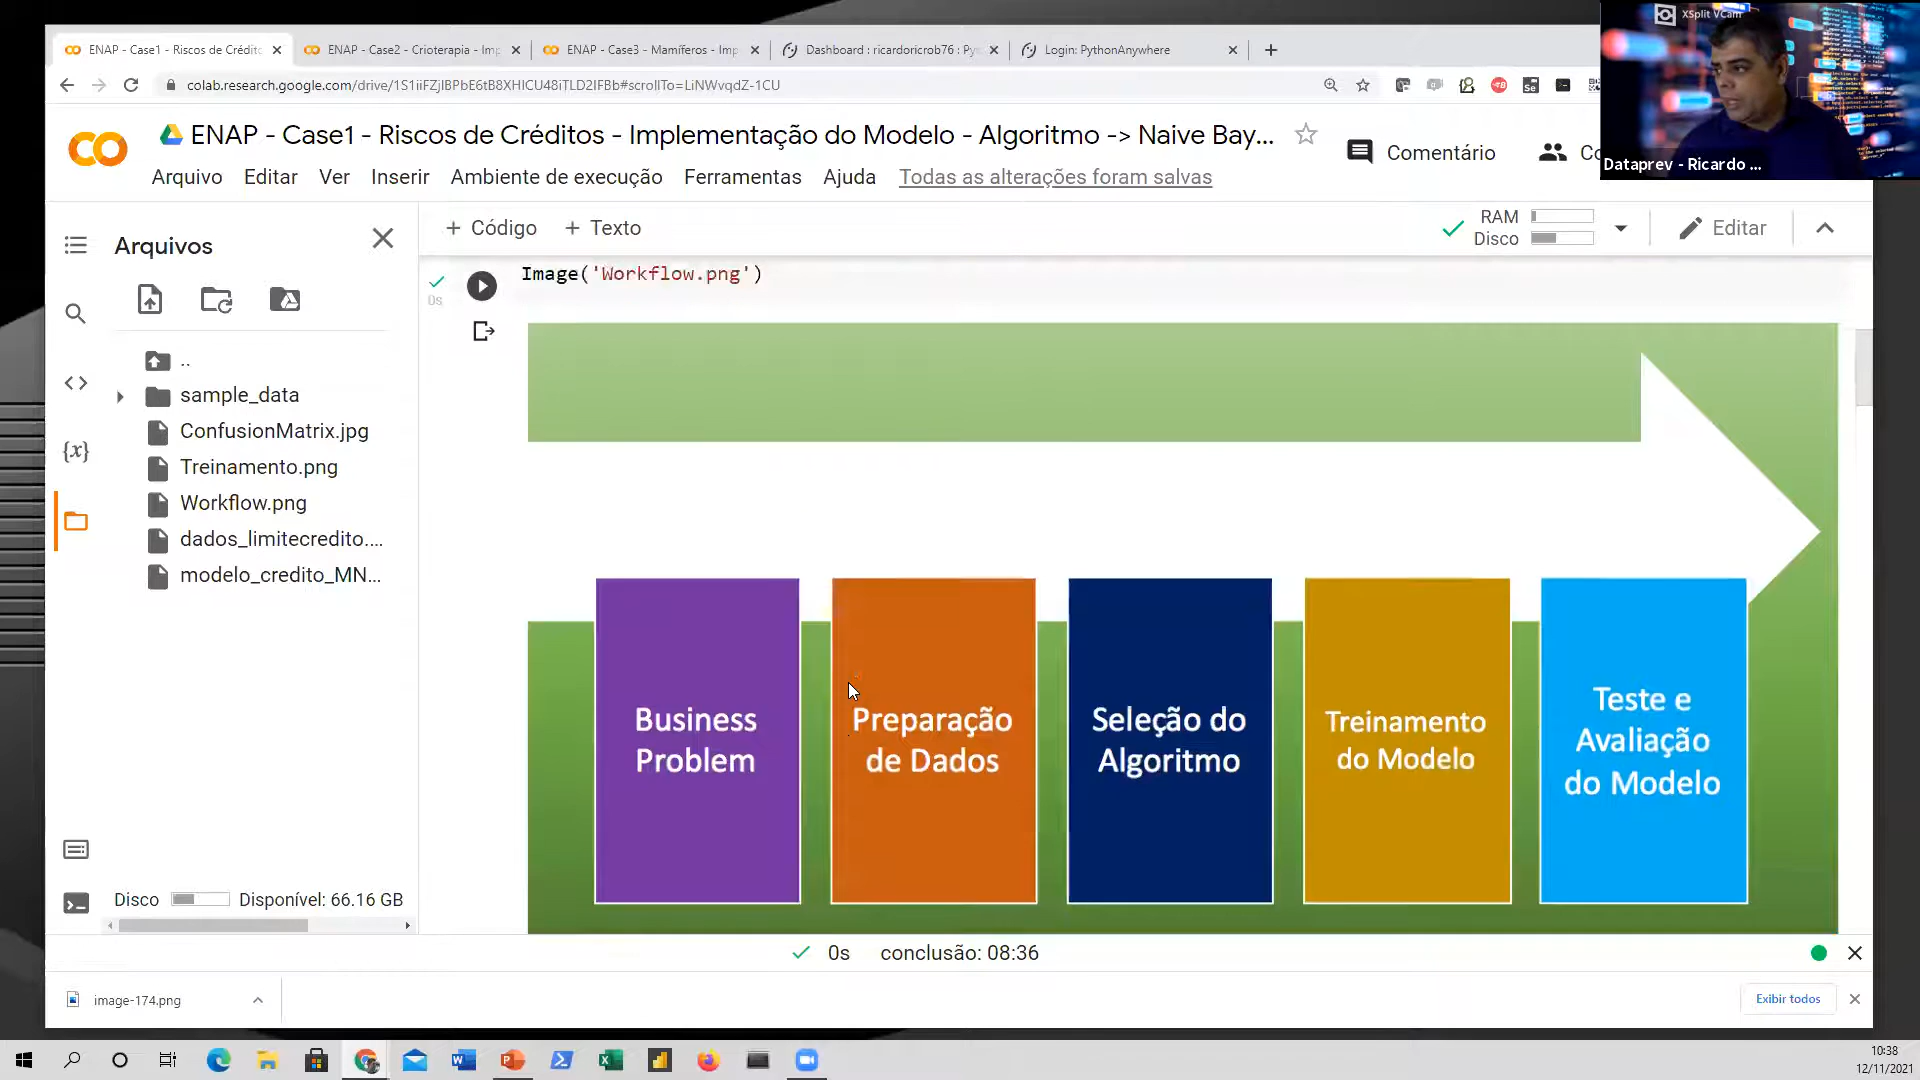 ENAP - Case1 - Riscos de Crédito
ENAP - Case2 - Crioterapia - Imp
ENAP - Case3 - Mamíferos - Imp
Dashboard : ricardoricrob76 : Pyt
Login: PythonAnywhere
colab.research.google.com/drive/1S1iiFZjIBPbE6tB8XHICU48iTLD2IFBb#scrollTo=LiNWvqdZ-1CU
XSplit VCam
Dataprev - Ricardo ...
ENAP - Case1 - Riscos de Créditos - Implementação do Modelo - Algoritmo -> Naive Bay...
Comentário
Arquivo Editar Ver Inserir Ambiente de execução Ferramentas Ajuda Todas as alterações foram salvas
+ Código + Texto
RAM
Disco
Editar
Arquivos
..
sample_data
ConfusionMatrix.jpg
Treinamento.png
Workflow.png
dados_limitecredito....
modelo_credito_MN...
Disco Disponível: 66.16 GB
0s
Image('Workflow.png')
Business
Problem
Preparação
de Dados
Seleção do
Algoritmo
Treinamento
do Modelo
Teste e
Avaliação
do Modelo
0s conclusão: 08:36
image-174.png
Exibir todos
10:38
12/11/2021